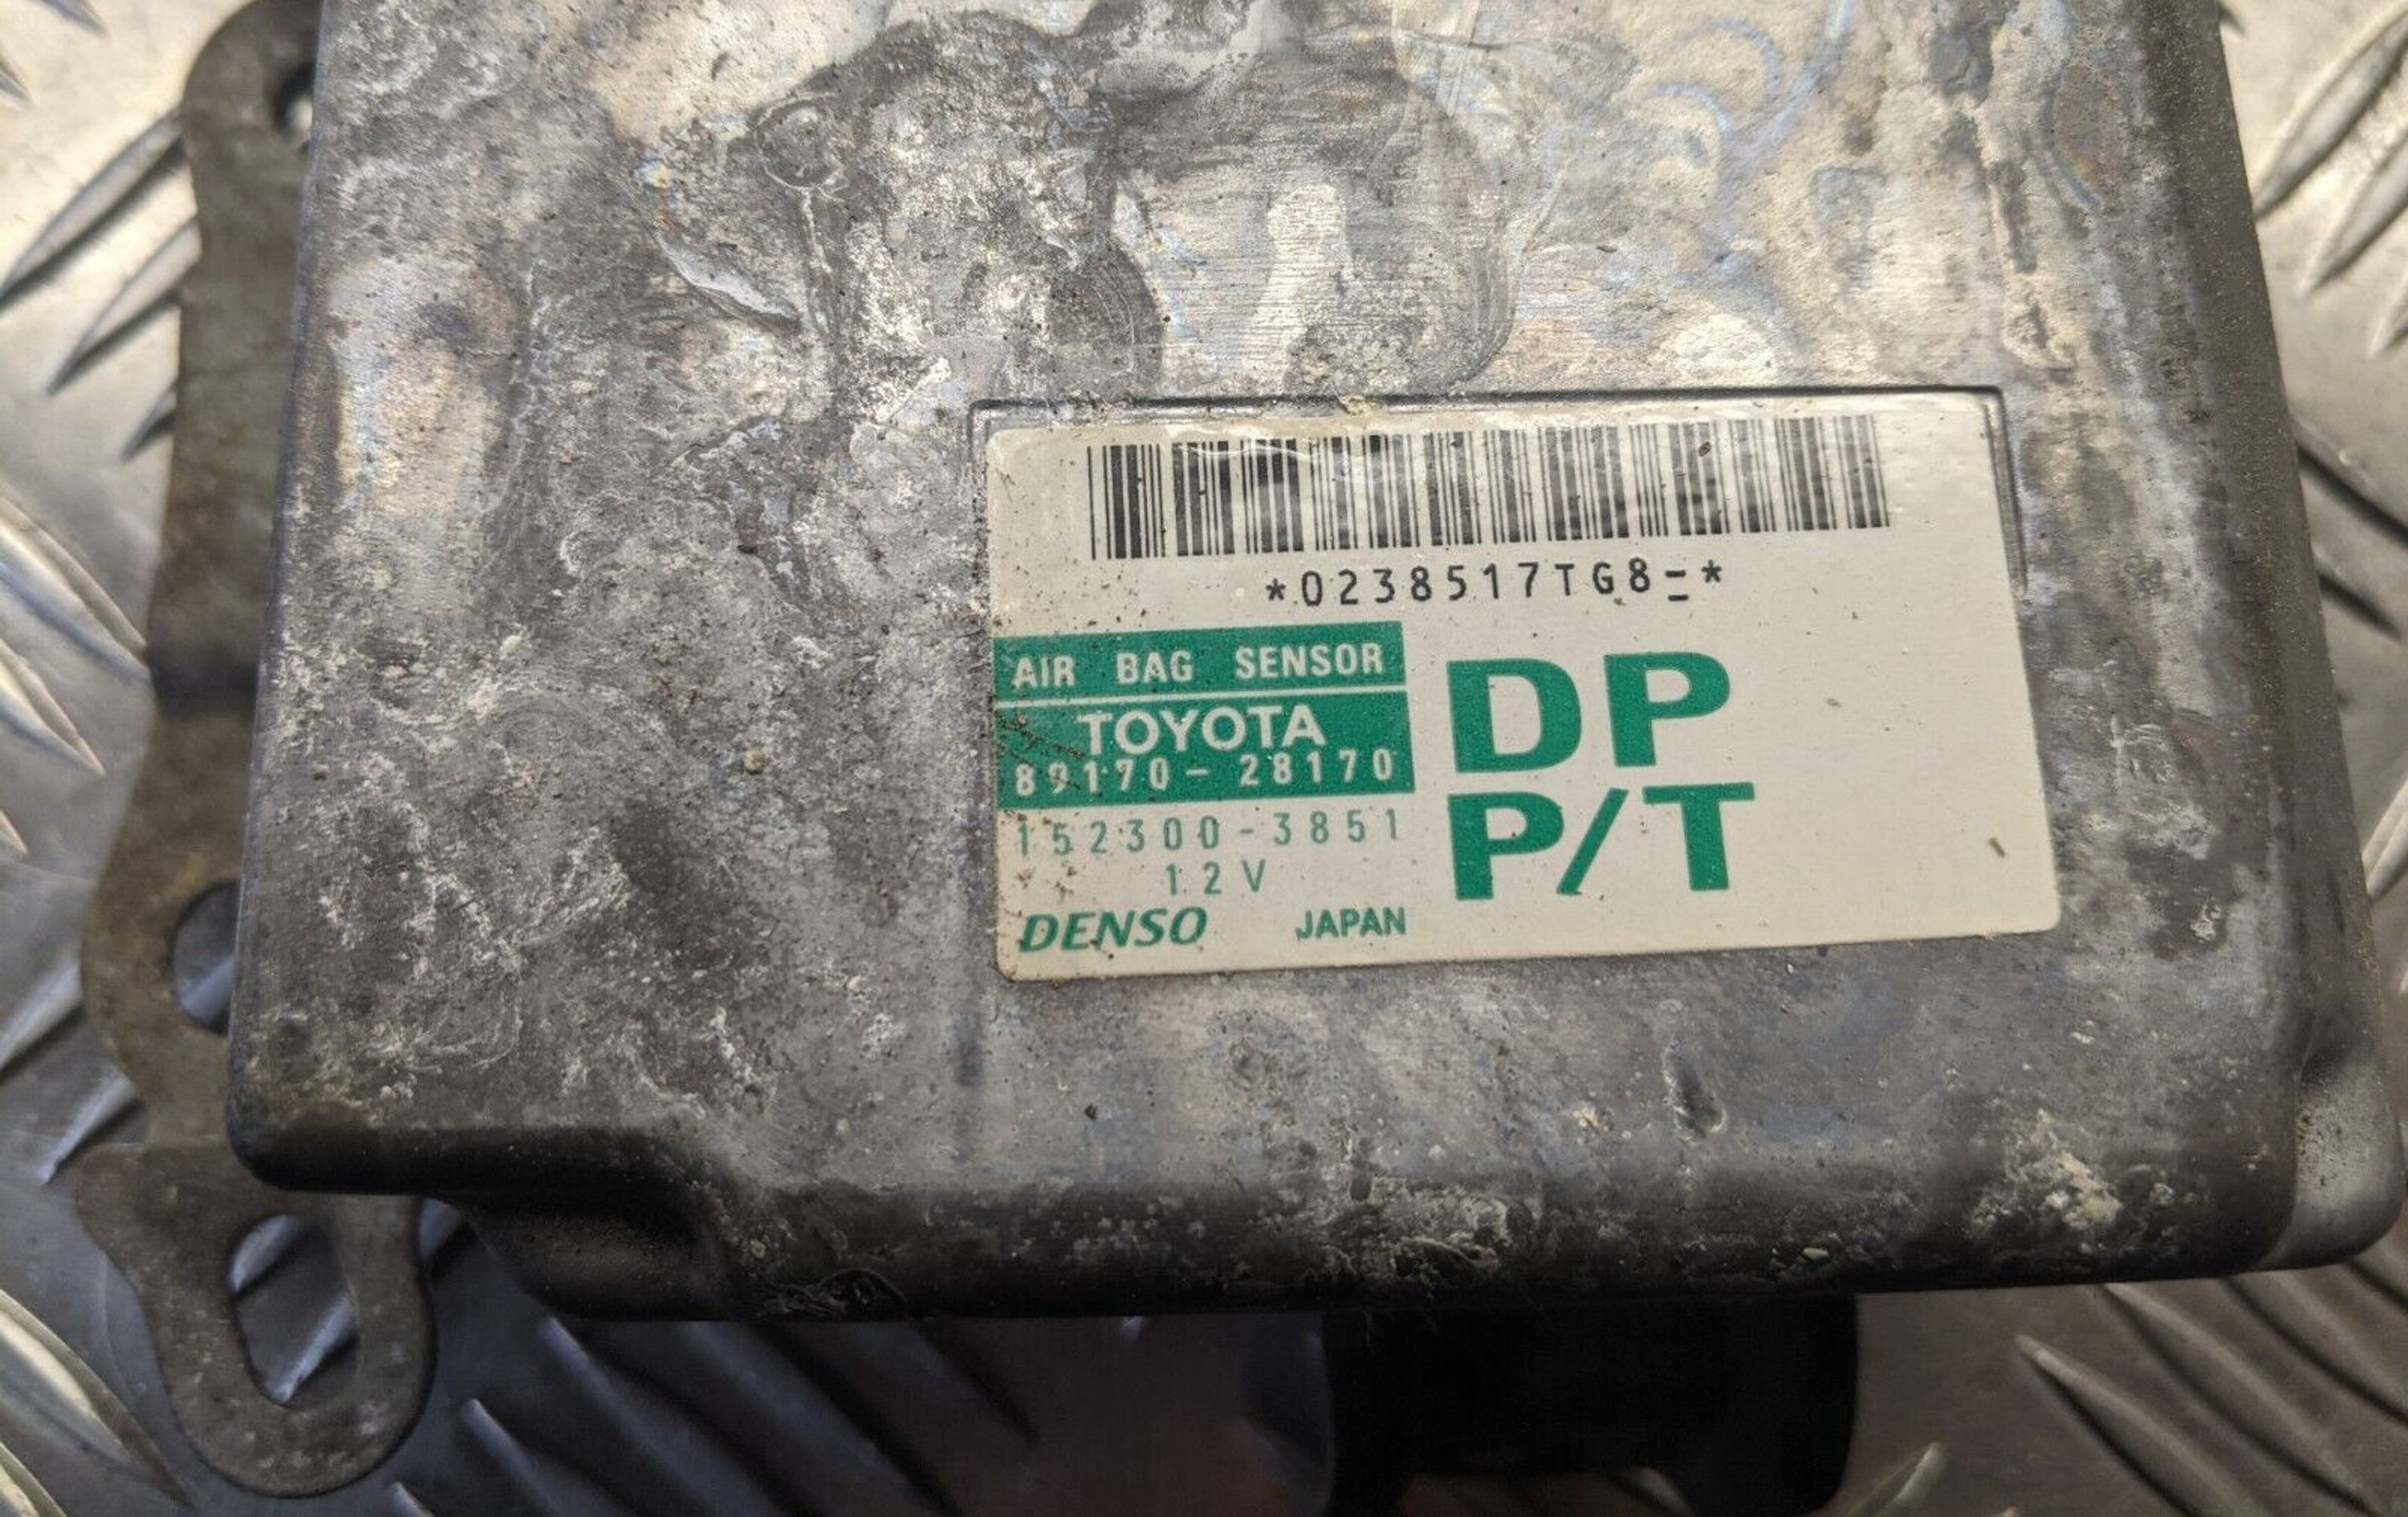 *0238517TG8=*
AIR BAG SENSOR
TOYOTA
89170-28170
152300-3851
12V
DENSO JAPAN
DP
P/T